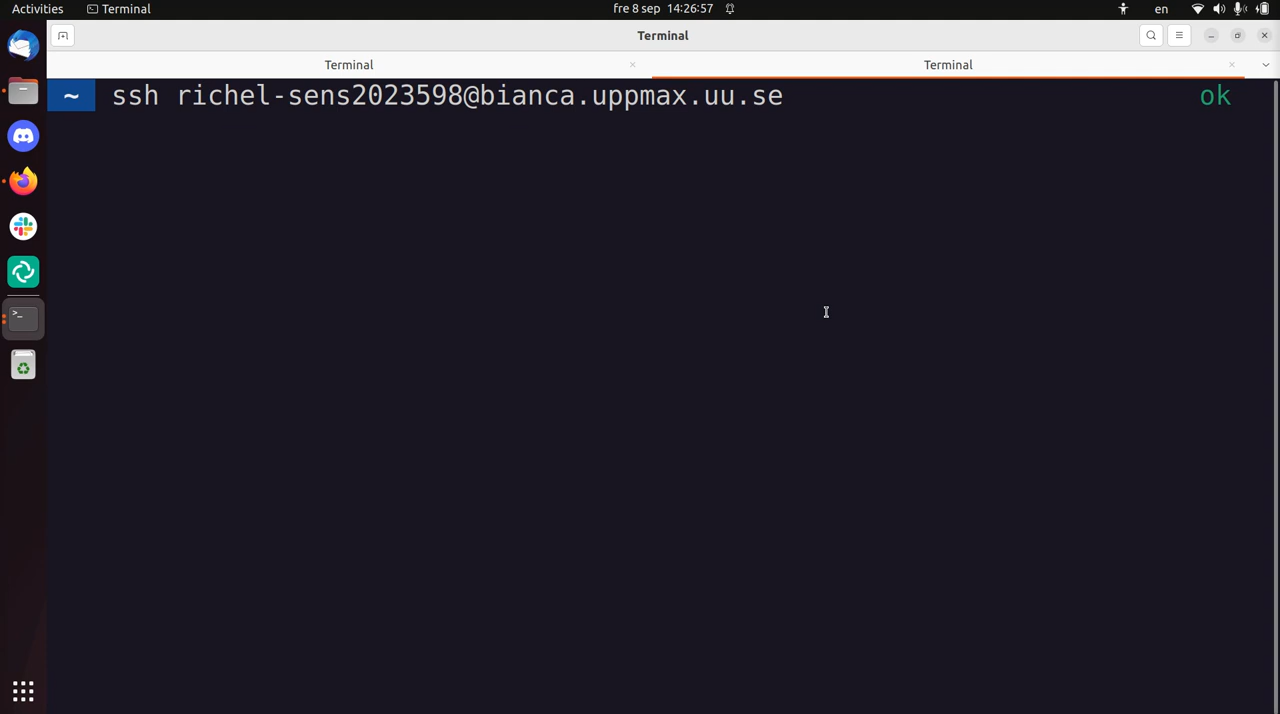 Activities
Terminal
fre 8 sep 14:26:57
en
Terminal
Terminal
Terminal
~ ssh richel-sens2023598@bianca.uppmax.uu.se ok